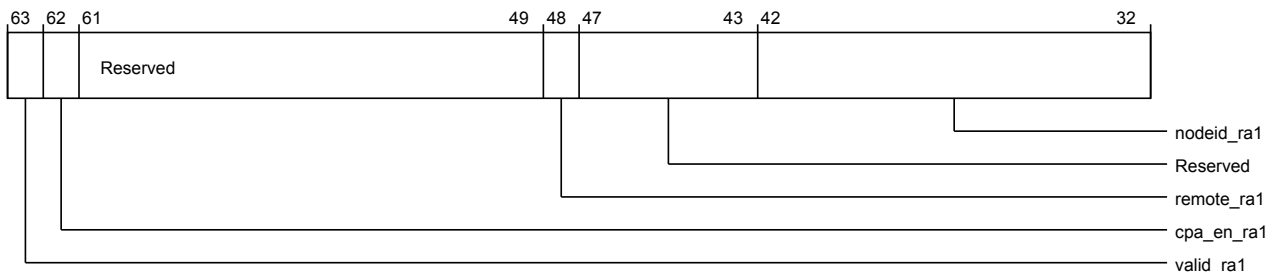 63 62 61 49 48 47 43 42 32
Reserved
nodeid_ra1
Reserved
remote_ra1
cpa_en_ra1
valid_ra1